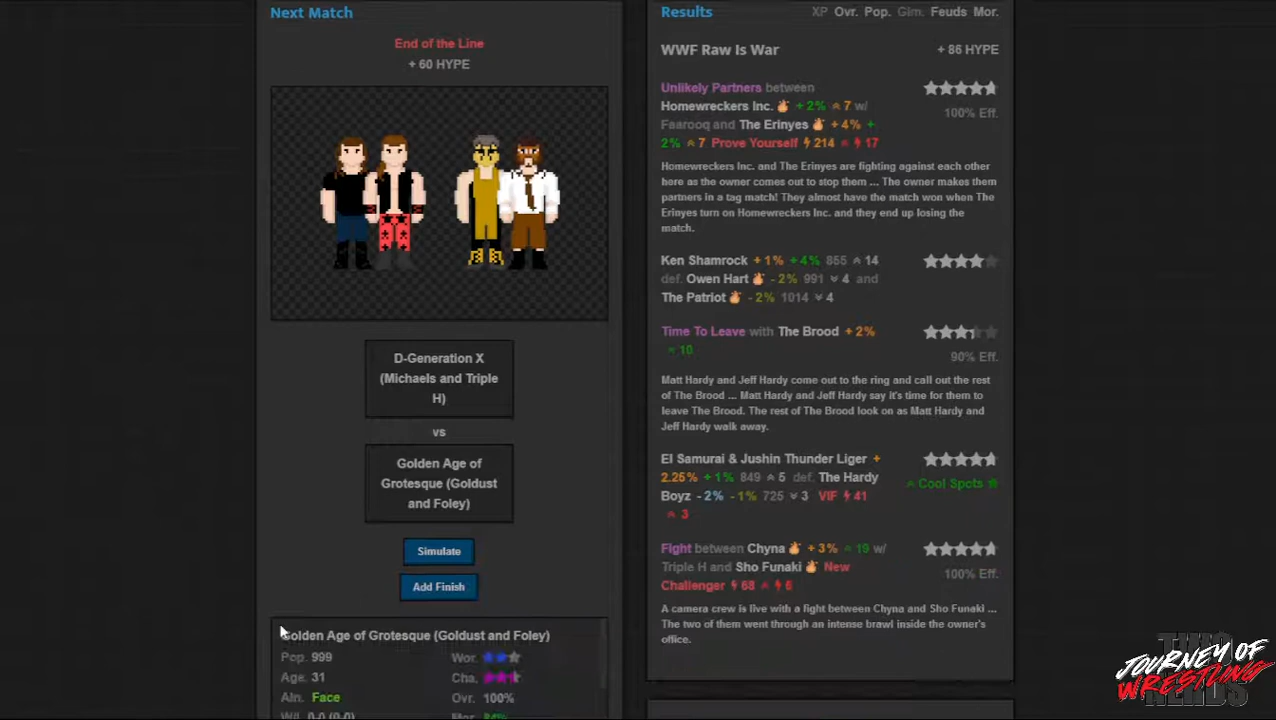 Next Match
End of the Line
+ 60 HYPE
D-Generation X
(Michaels and Triple
H)
vs
Golden Age of
Grotesque (Goldust
and Foley)
Simulate
Add Finish
Golden Age of Grotesque (Goldust and Foley)
Pop. 999
Wor.
Age. 31
Cha.
Aln. Face
Ovr. 100%
W/L 0-0 (0-0)
Mor. 84%
Results
XP Ovr. Pop. Gim. Feuds Mor.
WWF Raw Is War
+ 86 HYPE
Unlikely Partners between
Homewreckers Inc. + 2% 7 w/
Faarooq and The Erinyes + 4% +
2% 7 Prove Yourself 214 17
100% Eff.
Homewreckers Inc. and The Erinyes are fighting against each other
here as the owner comes out to stop them ... The owner makes them
partners in a tag match! They almost have the match won when The
Erinyes turn on Homewreckers Inc. and they end up losing the
match.
Ken Shamrock + 1% + 4% 855 14
def. Owen Hart - 2% 991 4 and
The Patriot - 2% 1014 4
Time To Leave with The Brood + 2%
10
90% Eff.
Matt Hardy and Jeff Hardy come out to the ring and call out the rest
of The Brood ... Matt Hardy and Jeff Hardy say it's time for them to
leave The Brood. The rest of The Brood look on as Matt Hardy and
Jeff Hardy walk away.
El Samurai & Jushin Thunder Liger +
2.25% + 1% 849 5 def. The Hardy
Boyz - 2% - 1% 725 3 VIF 41
3
Cool Spots
Fight between Chyna + 3% 19 w/
Triple H and Sho Funaki New
Challenger 68 6
100% Eff.
A camera crew is live with a fight between Chyna and Sho Funaki ...
The two of them went through an intense brawl inside the owner's
office.
JOURNEY OF
WRESTLING